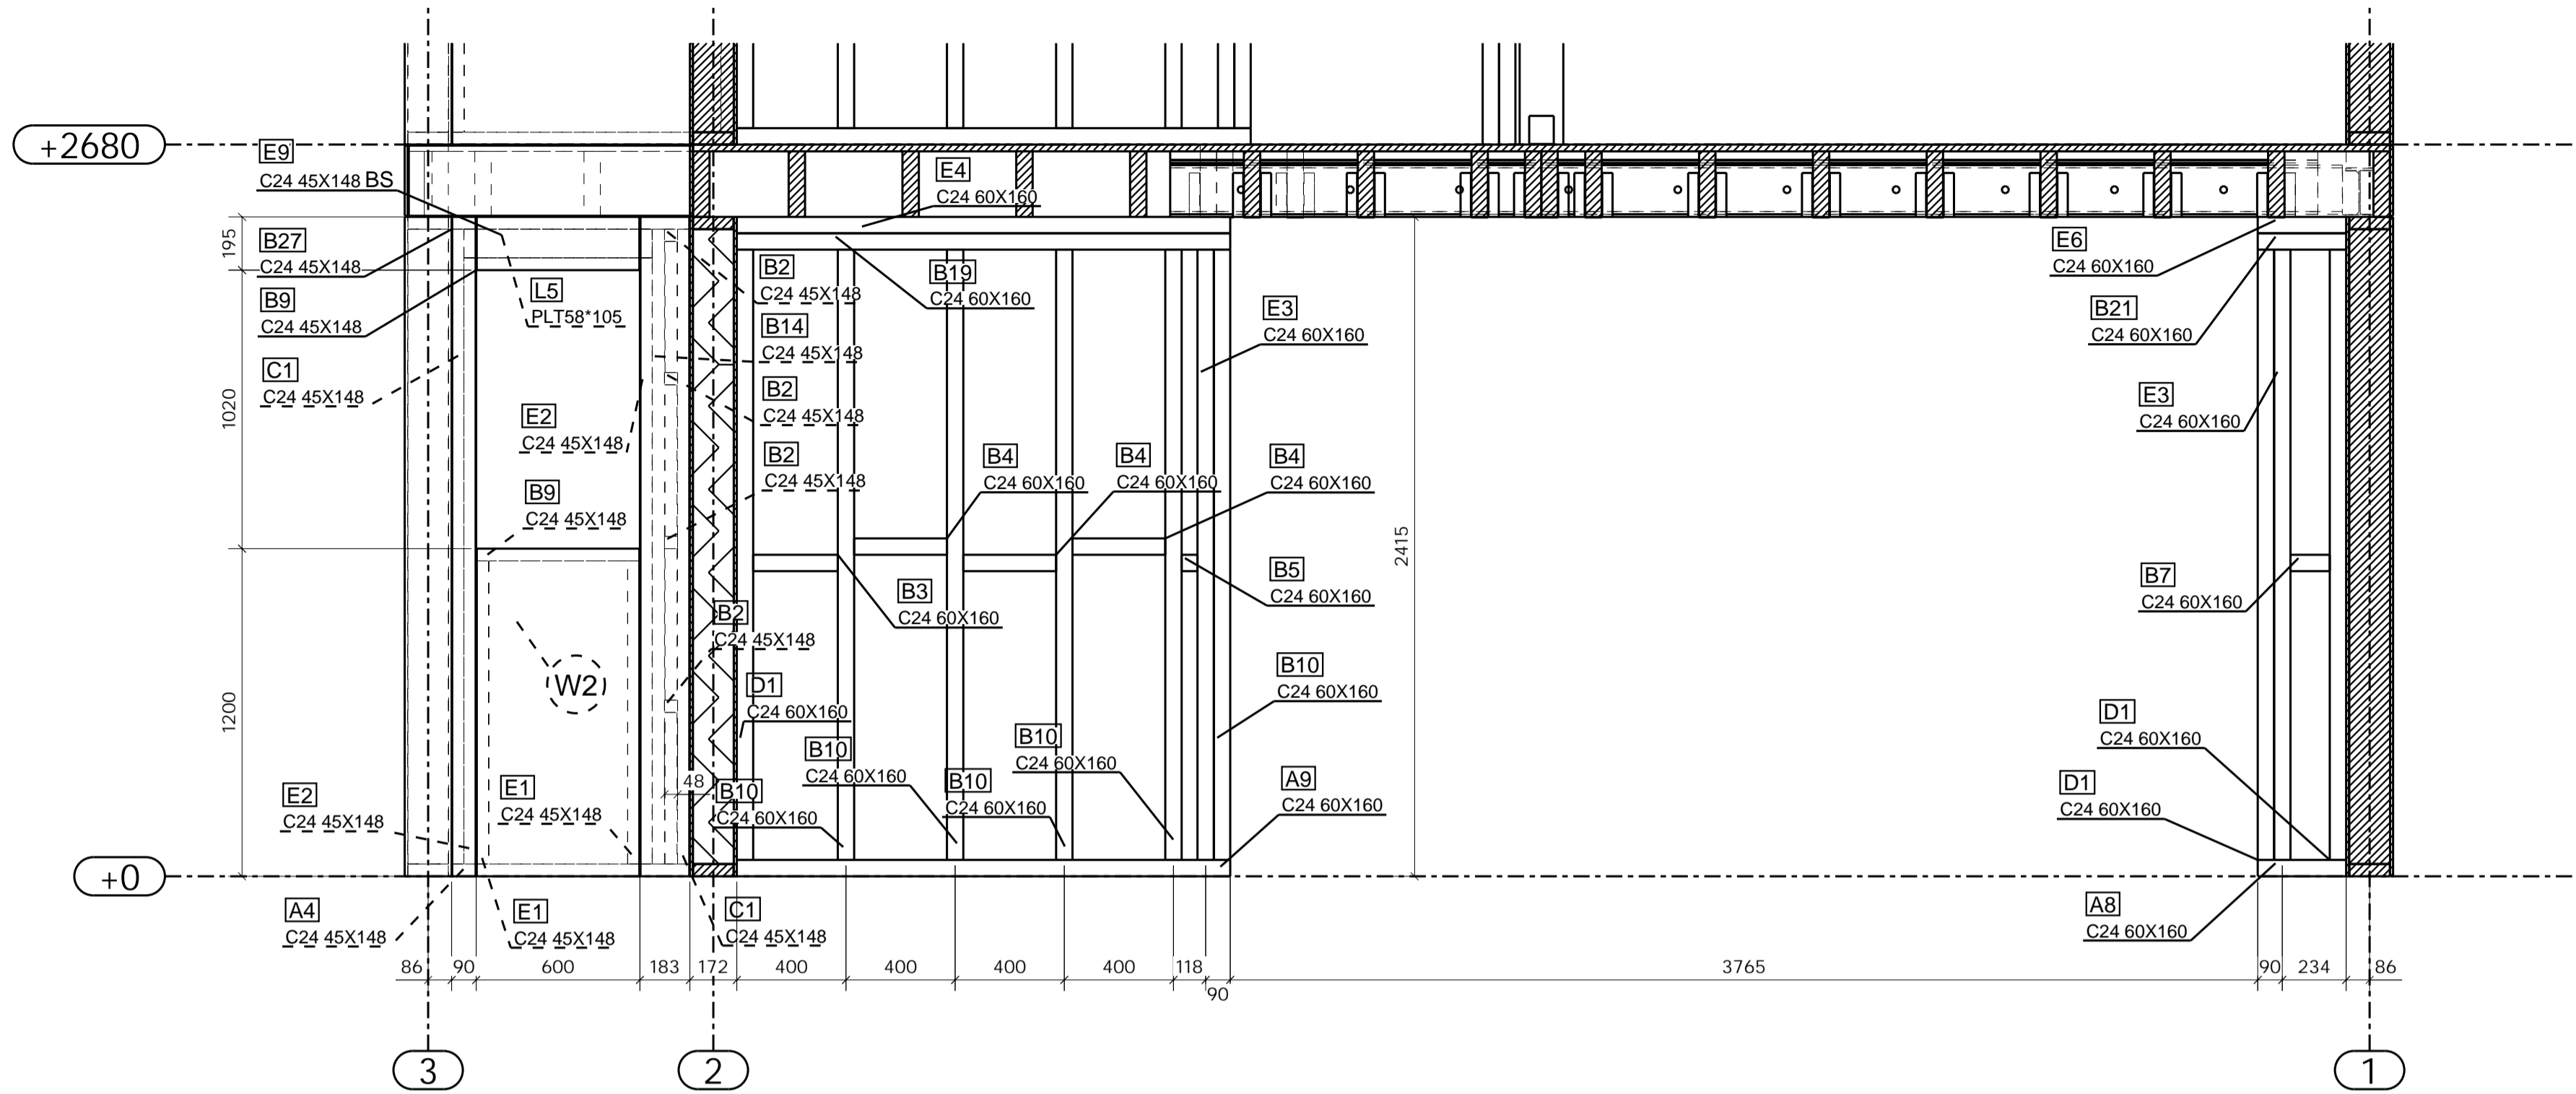 +2680
E9
C24 45X148 BS
E4
C24 60X160
195
B27
C24 45X148
B9
C24 45X148
L5
PLT58*105
B2
C24 45X148
B19
C24 60X160
E6
C24 60X160
B14
C24 45X148
E3
C24 60X160
B21
C24 60X160
C1
C24 45X148
1020
E2
C24 45X148
B2
C24 45X148
E3
C24 60X160
B9
C24 45X148
B2
C24 45X148
B4
C24 60X160
B4
C24 60X160
B4
C24 60X160
2415
B3
C24 60X160
B5
C24 60X160
B7
C24 60X160
B2
C24 45X148
W2
1200
D1
C24 60X160
B10
C24 60X160
D1
C24 60X160
B10
C24 60X160
B10
C24 60X160
E2
C24 45X148
E1
C24 45X148
48
B10
C24 60X160
B10
C24 60X160
A9
C24 60X160
D1
C24 60X160
+0
A4
C24 45X148
E1
C24 45X148
C1
C24 45X148
A8
C24 60X160
86 90 600 183 172 400 400 400 400 118 90 3765 90 234 86
3 2 1